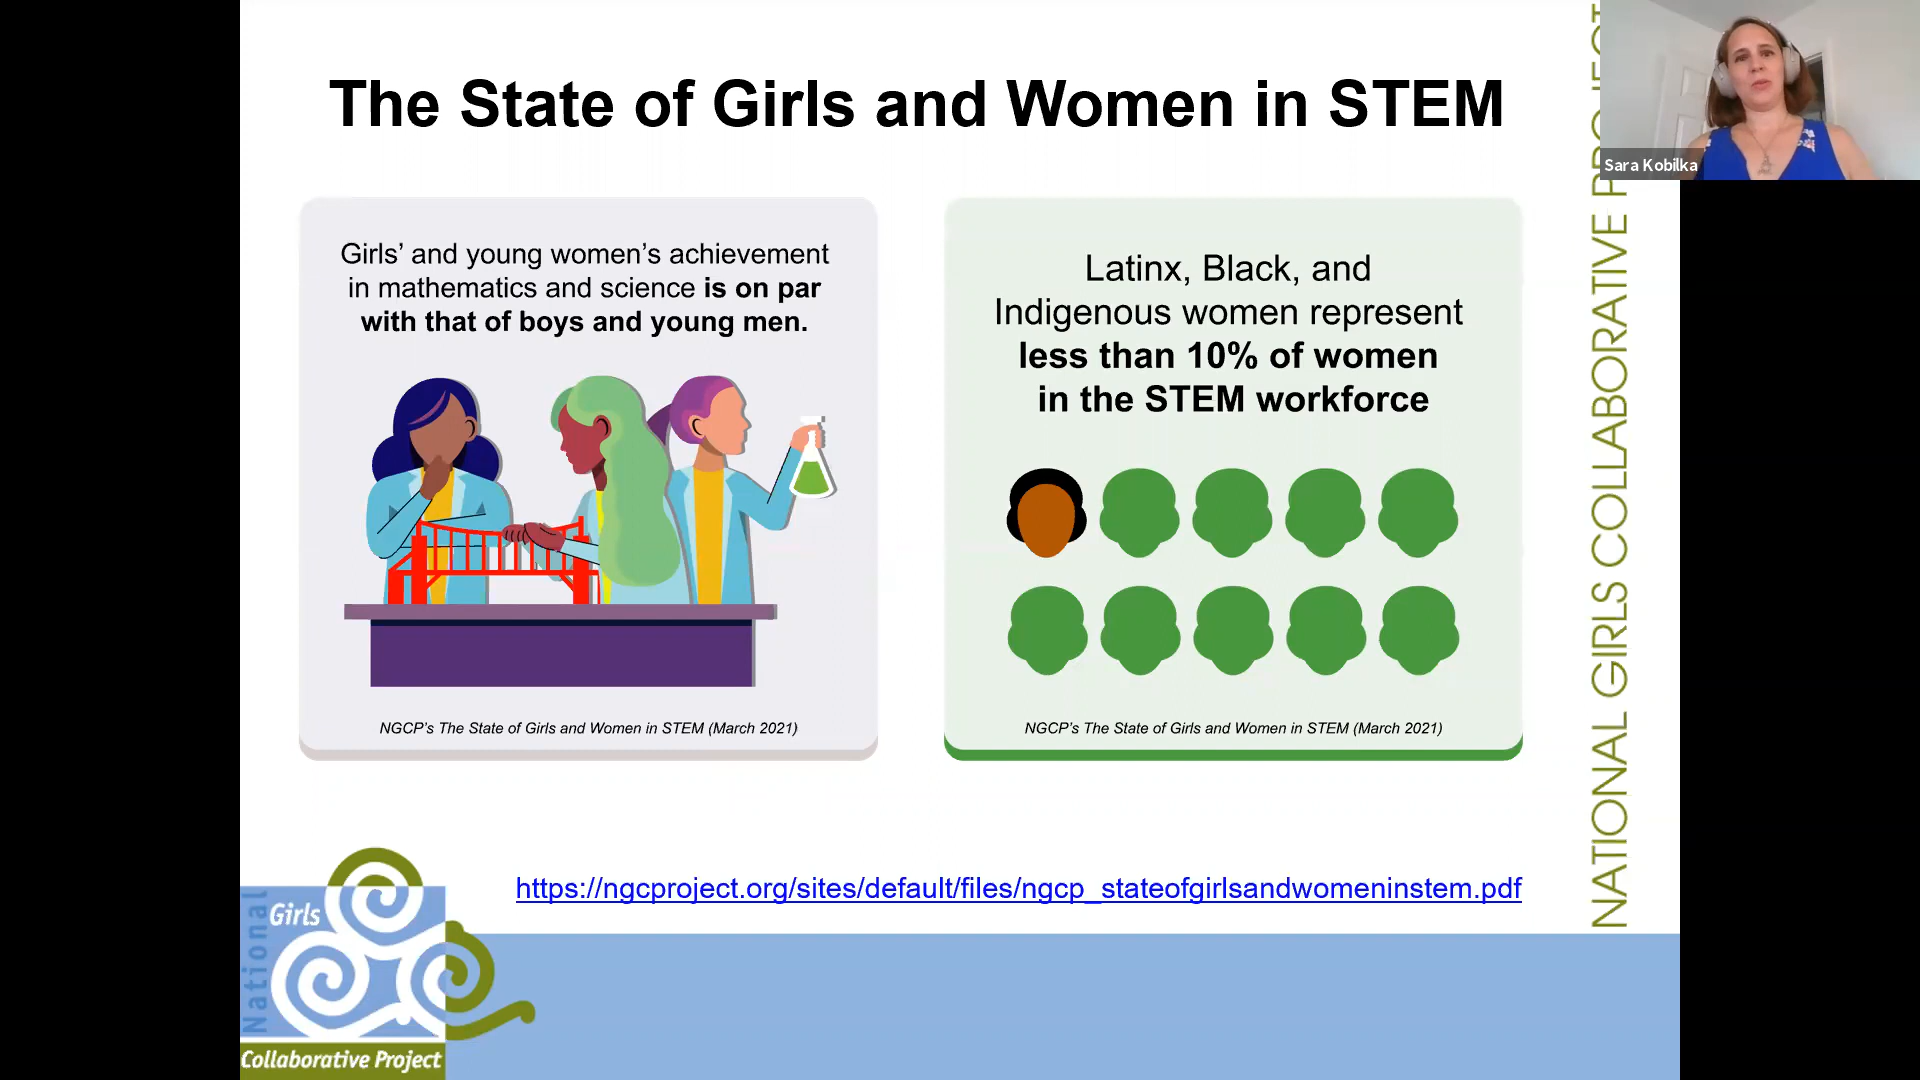 The State of Girls and Women in STEM
Sara Kobilka
Girls’ and young women’s achievement
in mathematics and science is on par
with that of boys and young men.
NGCP's The State of Girls and Women in STEM (March 2021)
Latinx, Black, and
Indigenous women represent
less than 10% of women
in the STEM workforce
NGCP's The State of Girls and Women in STEM (March 2021)
https://ngcproject.org/sites/default/files/ngcp_stateofgirlsandwomeninstem.pdf
NATIONAL GIRLS COLLABORATIVE PROJECT
National
Girls
Collaborative Project